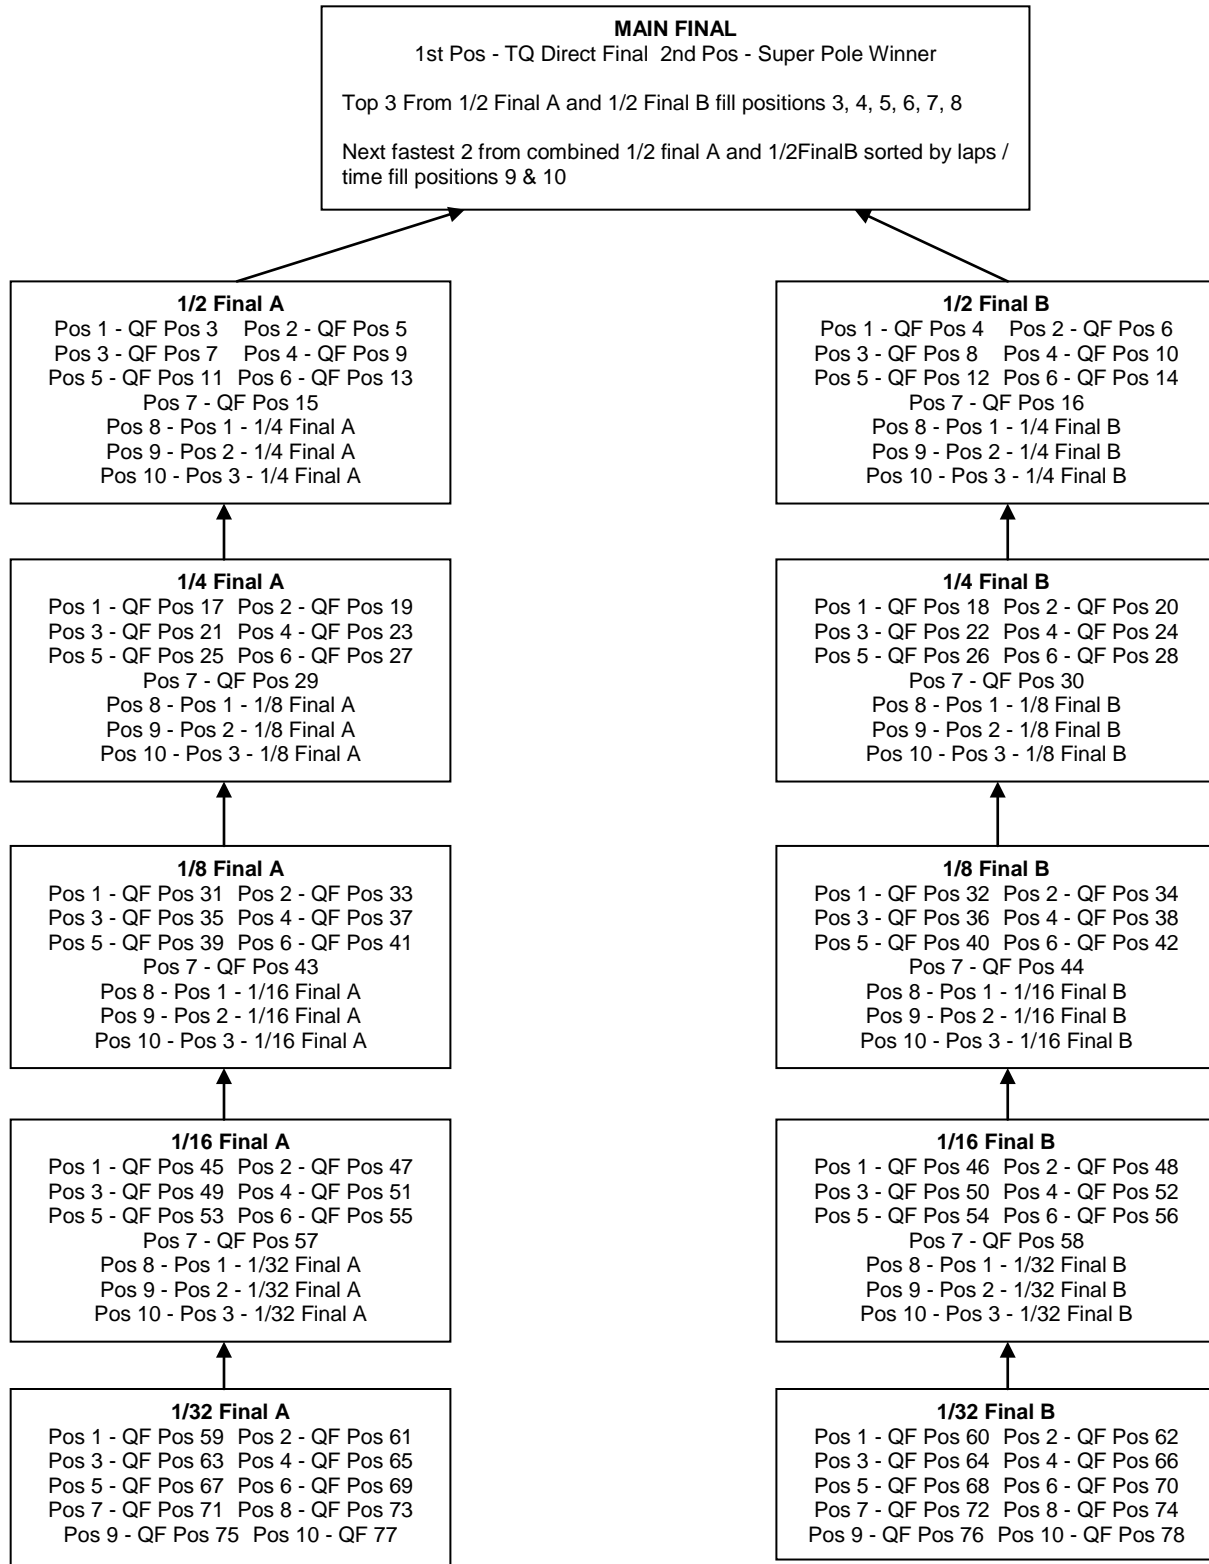 MAIN FINAL
1st Pos - TQ Direct Final 2nd Pos - Super Pole Winner
Top 3 From 1/2 Final A and 1/2 Final B fill positions 3, 4, 5, 6, 7, 8
Next fastest 2 from combined 1/2 final A and 1/2FinalB sorted by laps /
time fill positions 9 & 10
1/2 Final A
Pos 1 - QF Pos 3 Pos 2 - QF Pos 5
Pos 3 - QF Pos 7 Pos 4 - QF Pos 9
Pos 5 - QF Pos 11 Pos 6 - QF Pos 13
Pos 7 - QF Pos 15
Pos 8 - Pos 1 - 1/4 Final A
Pos 9 - Pos 2 - 1/4 Final A
Pos 10 - Pos 3 - 1/4 Final A
1/2 Final B
Pos 1 - QF Pos 4 Pos 2 - QF Pos 6
Pos 3 - QF Pos 8 Pos 4 - QF Pos 10
Pos 5 - QF Pos 12 Pos 6 - QF Pos 14
Pos 7 - QF Pos 16
Pos 8 - Pos 1 - 1/4 Final B
Pos 9 - Pos 2 - 1/4 Final B
Pos 10 - Pos 3 - 1/4 Final B
1/4 Final A
Pos 1 - QF Pos 17 Pos 2 - QF Pos 19
Pos 3 - QF Pos 21 Pos 4 - QF Pos 23
Pos 5 - QF Pos 25 Pos 6 - QF Pos 27
Pos 7 - QF Pos 29
Pos 8 - Pos 1 - 1/8 Final A
Pos 9 - Pos 2 - 1/8 Final A
Pos 10 - Pos 3 - 1/8 Final A
1/4 Final B
Pos 1 - QF Pos 18 Pos 2 - QF Pos 20
Pos 3 - QF Pos 22 Pos 4 - QF Pos 24
Pos 5 - QF Pos 26 Pos 6 - QF Pos 28
Pos 7 - QF Pos 30
Pos 8 - Pos 1 - 1/8 Final B
Pos 9 - Pos 2 - 1/8 Final B
Pos 10 - Pos 3 - 1/8 Final B
1/8 Final A
Pos 1 - QF Pos 31 Pos 2 - QF Pos 33
Pos 3 - QF Pos 35 Pos 4 - QF Pos 37
Pos 5 - QF Pos 39 Pos 6 - QF Pos 41
Pos 7 - QF Pos 43
Pos 8 - Pos 1 - 1/16 Final A
Pos 9 - Pos 2 - 1/16 Final A
Pos 10 - Pos 3 - 1/16 Final A
1/8 Final B
Pos 1 - QF Pos 32 Pos 2 - QF Pos 34
Pos 3 - QF Pos 36 Pos 4 - QF Pos 38
Pos 5 - QF Pos 40 Pos 6 - QF Pos 42
Pos 7 - QF Pos 44
Pos 8 - Pos 1 - 1/16 Final B
Pos 9 - Pos 2 - 1/16 Final B
Pos 10 - Pos 3 - 1/16 Final B
1/16 Final A
Pos 1 - QF Pos 45 Pos 2 - QF Pos 47
Pos 3 - QF Pos 49 Pos 4 - QF Pos 51
Pos 5 - QF Pos 53 Pos 6 - QF Pos 55
Pos 7 - QF Pos 57
Pos 8 - Pos 1 - 1/32 Final A
Pos 9 - Pos 2 - 1/32 Final A
Pos 10 - Pos 3 - 1/32 Final A
1/16 Final B
Pos 1 - QF Pos 46 Pos 2 - QF Pos 48
Pos 3 - QF Pos 50 Pos 4 - QF Pos 52
Pos 5 - QF Pos 54 Pos 6 - QF Pos 56
Pos 7 - QF Pos 58
Pos 8 - Pos 1 - 1/32 Final B
Pos 9 - Pos 2 - 1/32 Final B
Pos 10 - Pos 3 - 1/32 Final B
1/32 Final A
Pos 1 - QF Pos 59 Pos 2 - QF Pos 61
Pos 3 - QF Pos 63 Pos 4 - QF Pos 65
Pos 5 - QF Pos 67 Pos 6 - QF Pos 69
Pos 7 - QF Pos 71 Pos 8 - QF Pos 73
Pos 9 - QF Pos 75 Pos 10 - QF 77
1/32 Final B
Pos 1 - QF Pos 60 Pos 2 - QF Pos 62
Pos 3 - QF Pos 64 Pos 4 - QF Pos 66
Pos 5 - QF Pos 68 Pos 6 - QF Pos 70
Pos 7 - QF Pos 72 Pos 8 - QF Pos 74
Pos 9 - QF Pos 76 Pos 10 - QF Pos 78